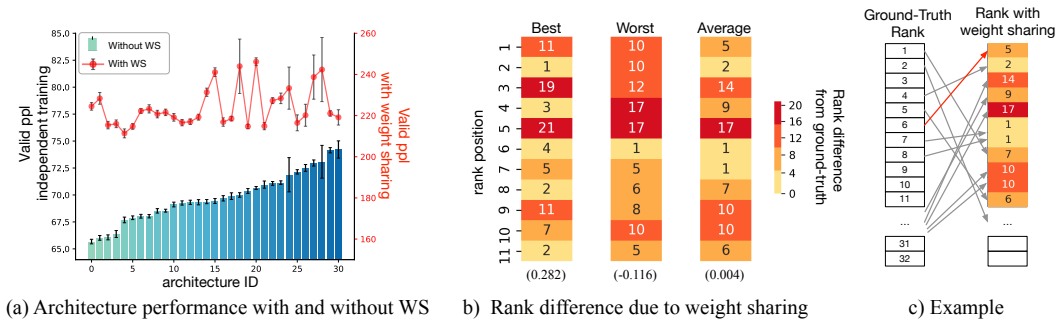 85.0
82.5
80.0
77.5
75.0
72.5
70.0
67.5
65.0
Valid ppl
independent training
Without WS
With WS
260
240
220
200
180
160
Valid ppl
with weight sharing
0 5 10 15 20 25 30
architecture ID
(a) Architecture performance with and without WS
Best Worst Average
1 11 10 5
2 1 10 2
3 19 12 14
4 3 17 9
5 21 17 17
6 4 1 1
7 5 5 1
8 2 6 7
9 11 8 10
10 7 10 10
11 2 5 6
(0.282) (-0.116) (0.004)
rank position
20
16
12
8
4
0
Rank difference
from ground-truth
b) Rank difference due to weight sharing
Ground-Truth
Rank
Rank with
weight sharing
1 5
2 2
3 14
4 9
5 17
6 1
7 1
8 7
9 10
10 10
11 6
... ...
31
32
c) Example